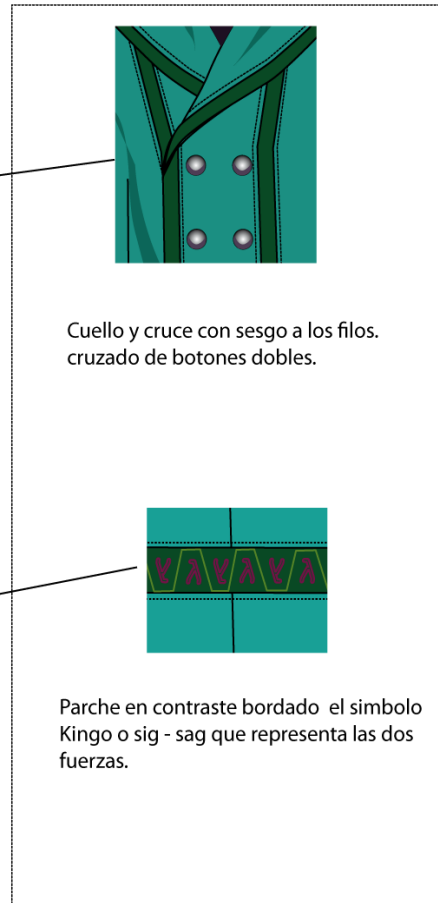 Cuello y cruce con sesgo a los filos.
cruzado de botones dobles.
Parche en contraste bordado el simbolo
Kingo o sig - sag que representa las dos
fuerzas.